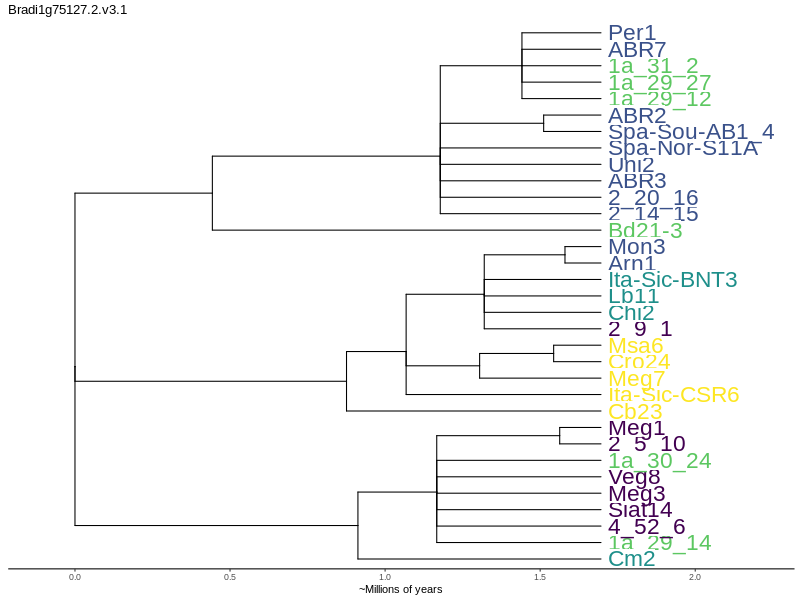 Bradi1g75127.2.v3.1
Per1
ABR7
1a_31_2
1a_29_27
1a_29_12
ABR2
Spa-Sou-AB1_4
Spa-Nor-S11A
Uni2
ABR3
2_20_16
2_14_15
Bd21-3
Mon3
Arn1
Ita-Sic-BNT3
Lb11
Chi2
2_9_1
Msa6
Cro24
Meg7
Ita-Sic-CSR6
Cb23
Meg1
2_5_10
1a_30_24
Veg8
Meg3
Siat14
4_52_6
1a_29_14
Cm2
0.0 0.5 1.0 1.5 2.0
~Millions of years